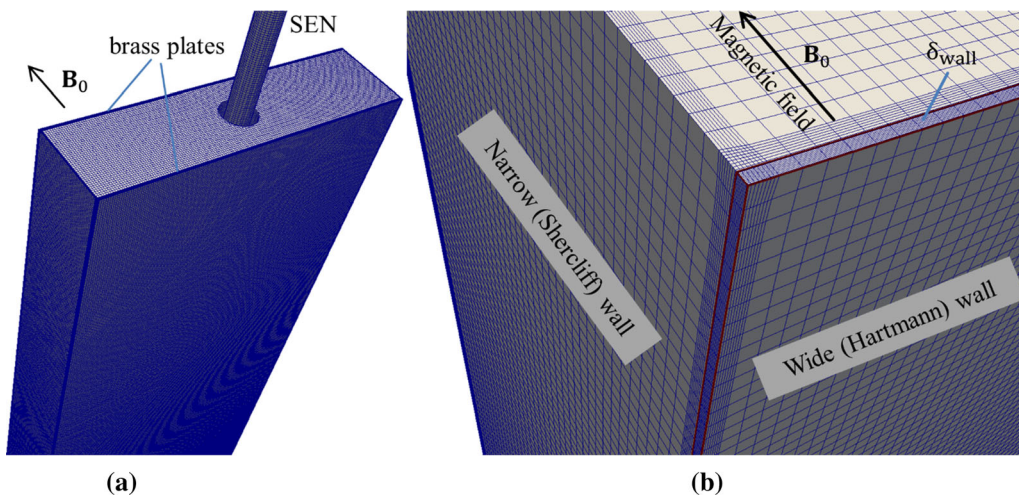 SEN
brass plates
B₀
(a)
B₀
Magnetic field
δwall
Narrow (Shercliff) wall
Wide (Hartmann) wall
(b)